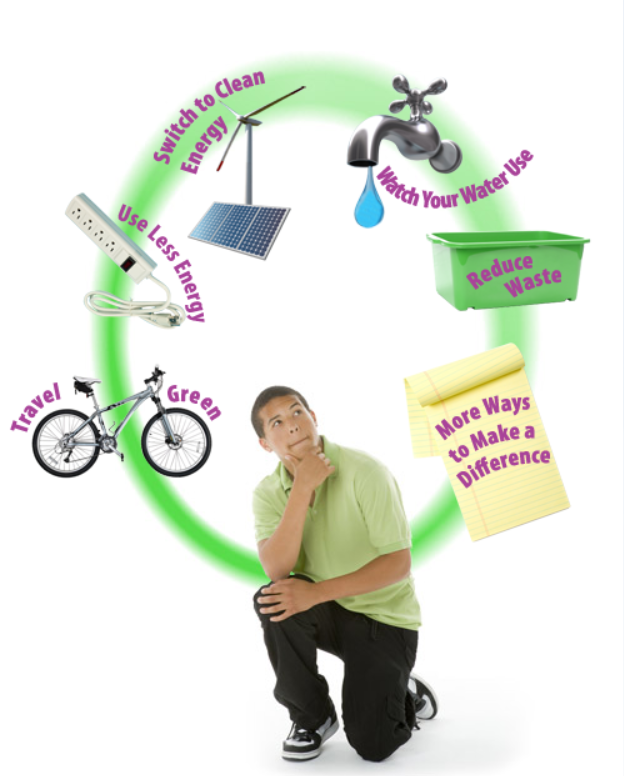 Switch to Clean
Energy
Watch Your Water Use
Use Less Energy
Reduce
Waste
Travel Green
More Ways
to Make a
Difference